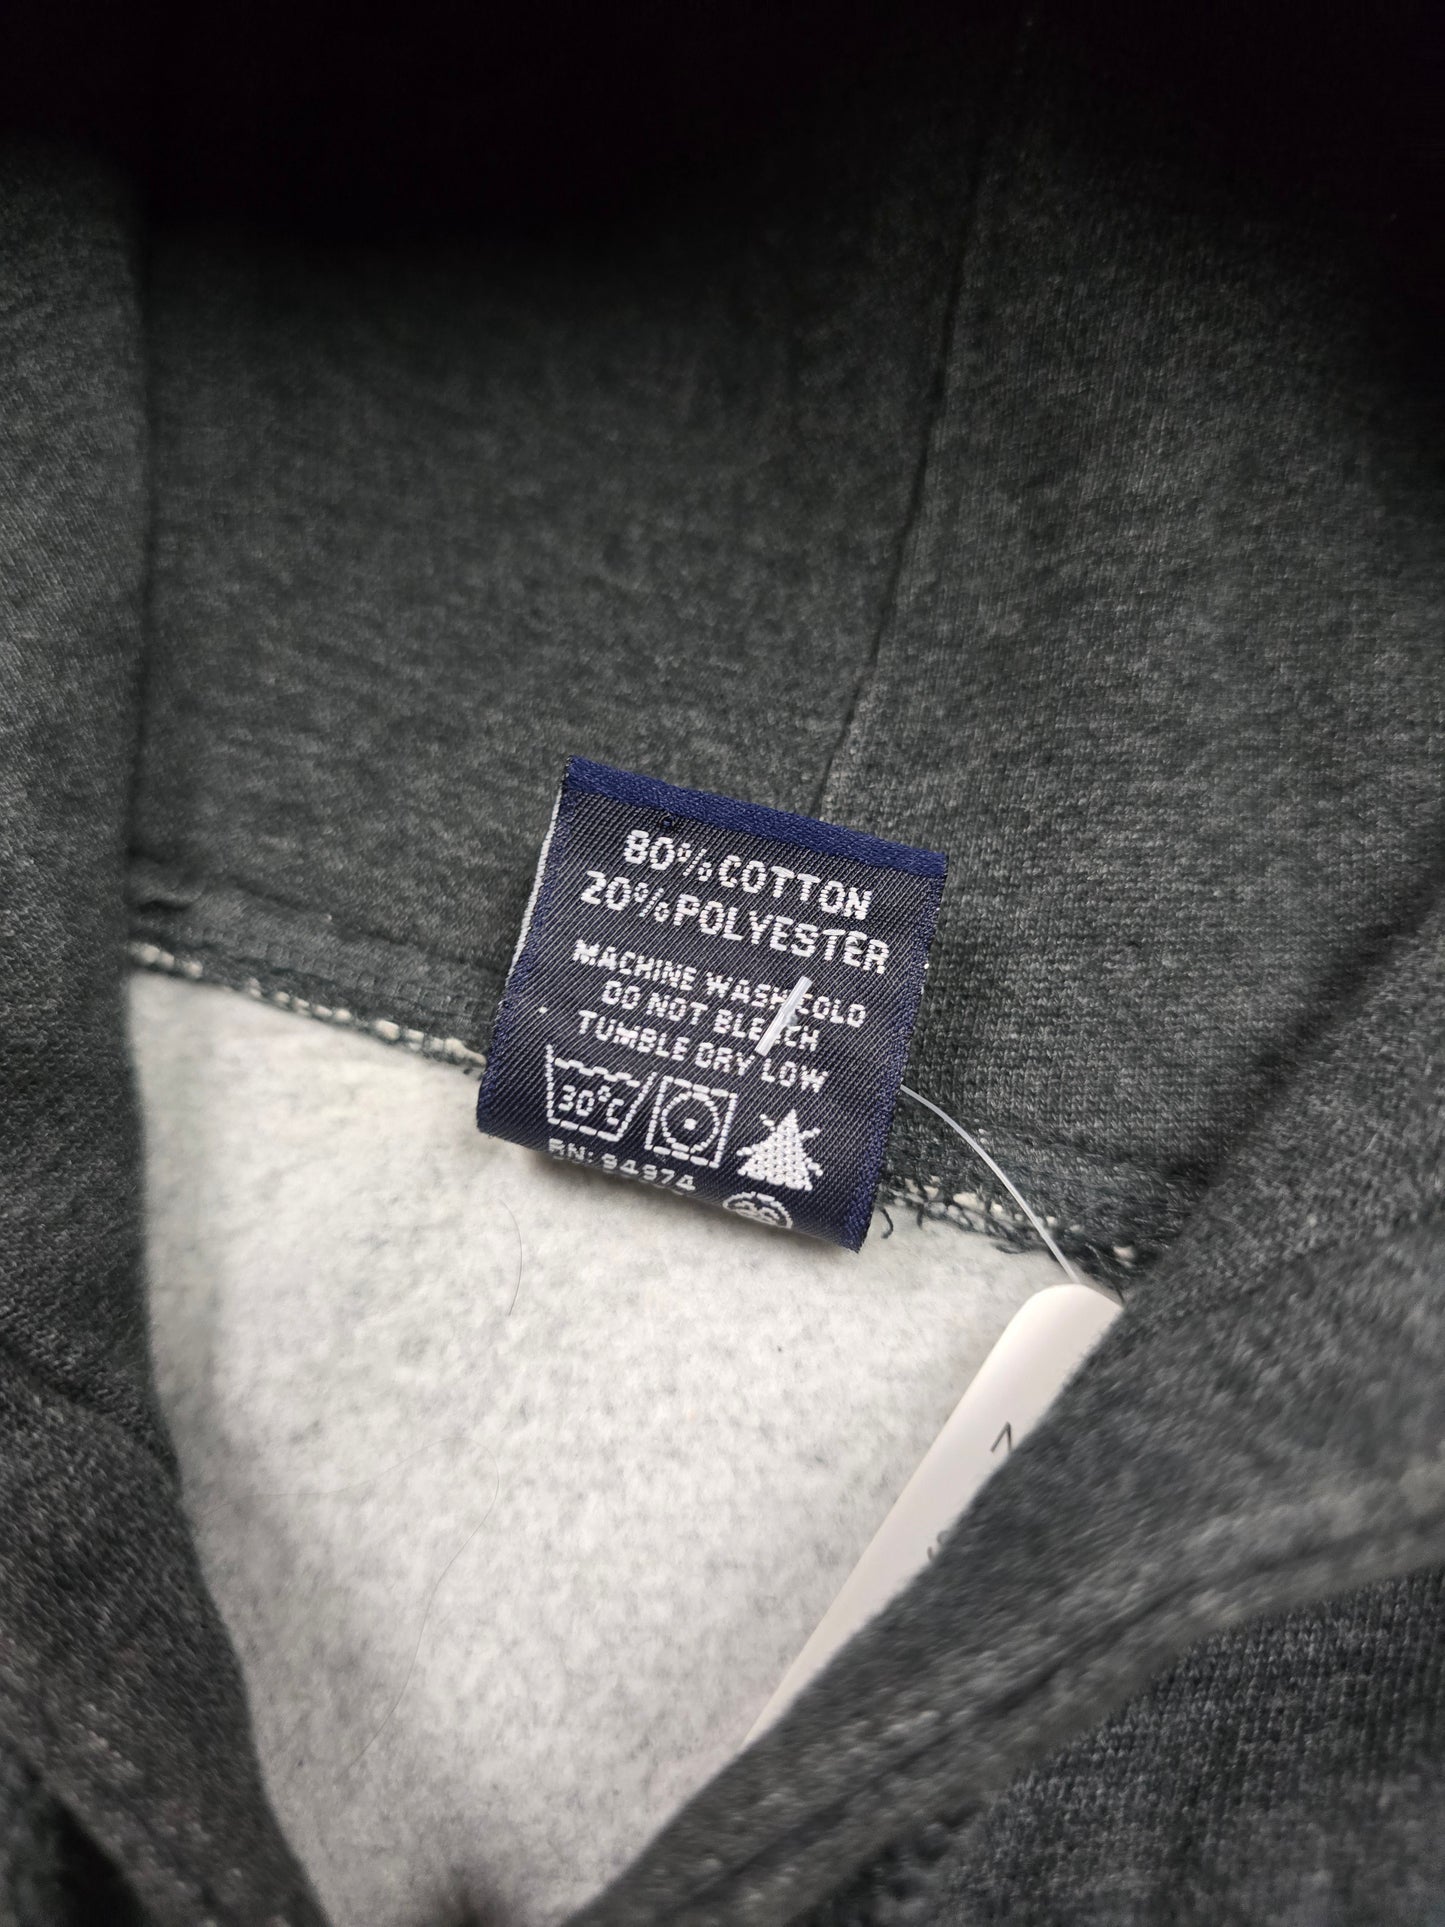 80% COTTON
20% POLYESTER
MACHINE WASH COLD
DO NOT BLEACH
TUMBLE DRY LOW
30°C
RN: 94974